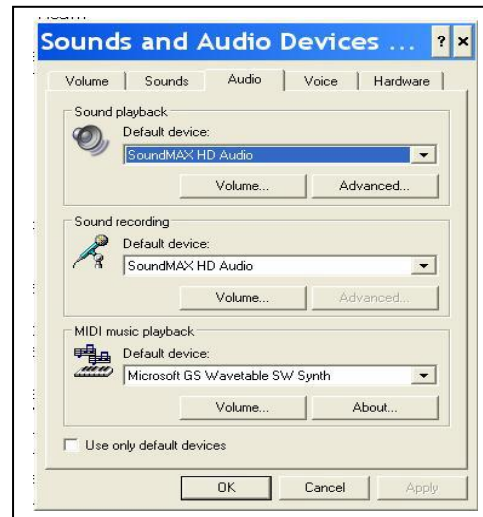 Sounds and Audio Devices ... ? ×
Volume Sounds Audio Voice Hardware
Sound playback
Default device:
SoundMAX HD Audio
Volume... Advanced...
Sound recording
Default device:
SoundMAX HD Audio
Volume... Advanced...
MIDI music playback
Default device:
Microsoft GS Wavetable SW Synth
Volume... About...
Use only default devices
OK Cancel Apply